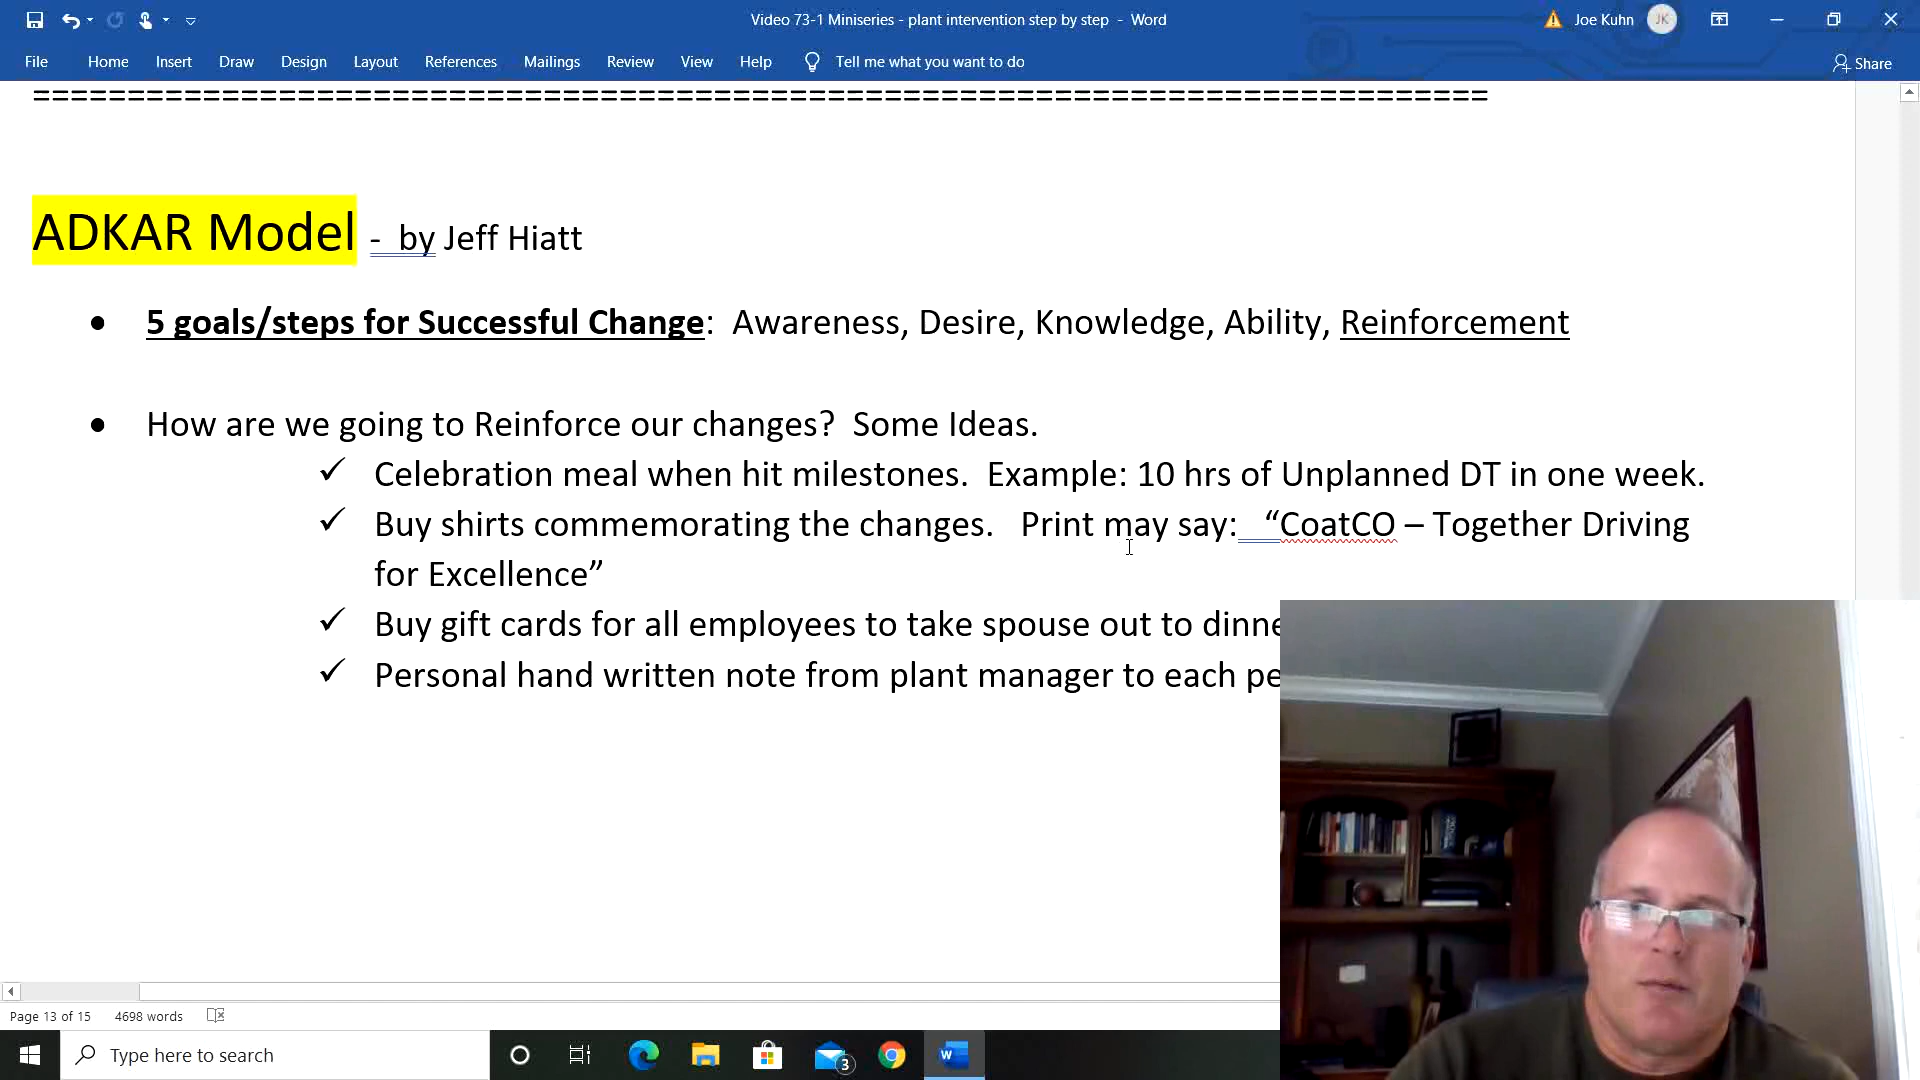 Video 73-1 Miniseries - plant intervention step by step - Word
Joe Kuhn JK
File Home Insert Draw Design Layout References Mailings Review View Help Tell me what you want to do Share
================================================================================
ADKAR Model - by Jeff Hiatt
• 5 goals/steps for Successful Change: Awareness, Desire, Knowledge, Ability, Reinforcement
• How are we going to Reinforce our changes? Some Ideas.
✓ Celebration meal when hit milestones. Example: 10 hrs of Unplanned DT in one week.
✓ Buy shirts commemorating the changes. Print may say: “CoatCO – Together Driving
for Excellence”
✓ Buy gift cards for all employees to take spouse out to
✓ Personal hand written note from plant manager to each
Page 13 of 15 4698 words
Type here to search
3
W